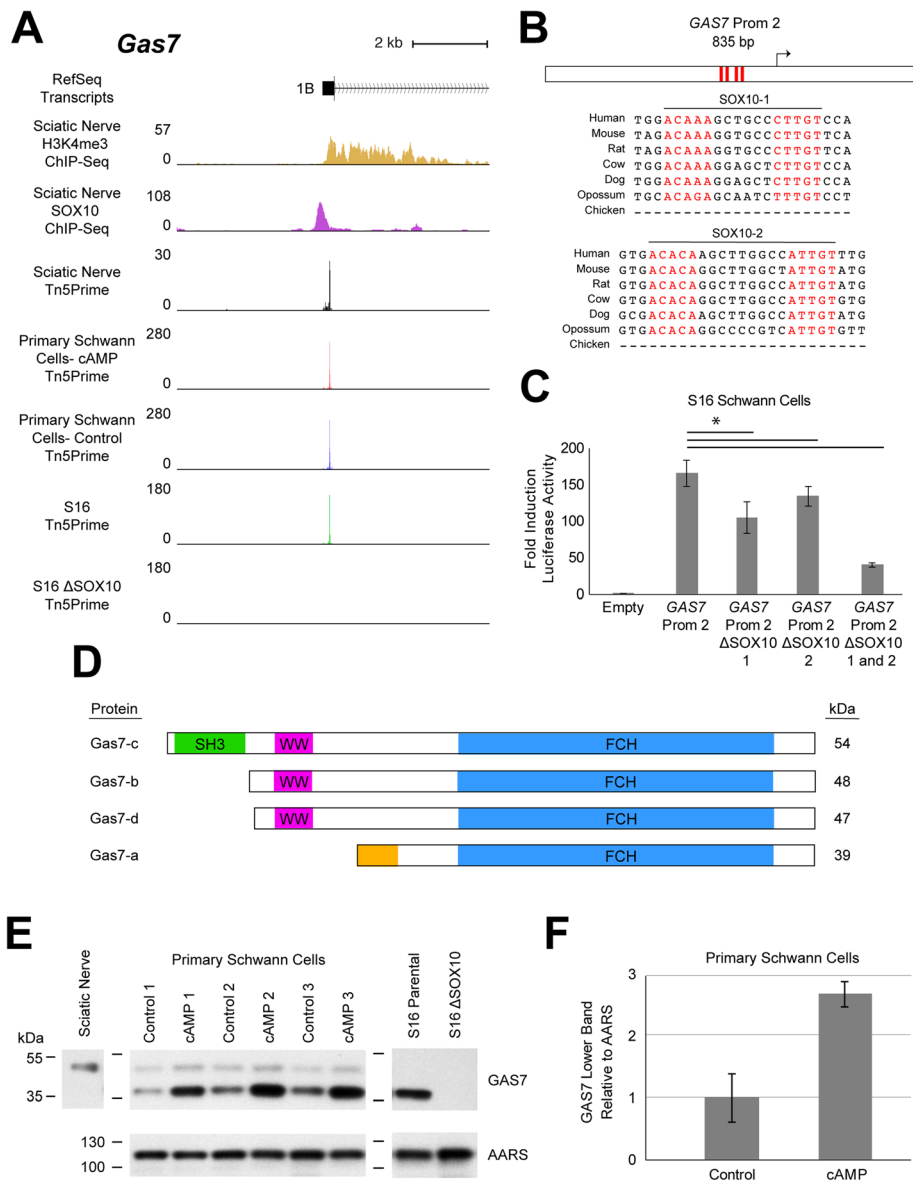 A
Gas7
2 kb
RefSeq
Transcripts
1B
Sciatic Nerve
H3K4me3
ChIP-Seq
57
0
Sciatic Nerve
SOX10
ChIP-Seq
108
0
Sciatic Nerve
Tn5Prime
30
0
Primary Schwann
Cells- cAMP
Tn5Prime
280
0
Primary Schwann
Cells- Control
Tn5Prime
280
0
S16
Tn5Prime
180
0
S16 ΔSOX10
Tn5Prime
180
0
B
GAS7 Prom 2
835 bp
SOX10-1
Human TGGACAAAGCTGCCCTTGTCCA
Mouse TAGACAAAGGTGCCCTTGTCCA
Rat TAGACAAAGGTGCCCTTGTCCA
Cow TGGACAAAGGAGCTCTTGTCCA
Dog TGGACAAAGGAGCTCTTGTCCA
Opossum TGCACAGAGCAATCTTTGTCCT
Chicken ----------------------
SOX10-2
Human GTGACACAAGCTTGGCCATTGTTTG
Mouse GTGACACAGGCTTGGCTATTGTATG
Rat GTGACACAGGCTTGGCCATTGTATG
Cow GTGACACAGGCTTGGCCATTGTGTG
Dog GCGACACAAGCTTGGCCATTGTATG
Opossum GTGACACAGGCCCCGTCATTGTGTT
Chicken -------------------------
C
S16 Schwann Cells
*
Fold Induction
Luciferase Activity
200
150
100
50
0
Empty
GAS7
Prom 2
GAS7
Prom 2
ΔSOX10
1
GAS7
Prom 2
ΔSOX10
2
GAS7
Prom 2
ΔSOX10
1 and 2
D
Protein
kDa
Gas7-c SH3 WW FCH 54
Gas7-b WW FCH 48
Gas7-d WW FCH 47
Gas7-a FCH 39
E
Primary Schwann Cells
Sciatic Nerve
Control 1
cAMP 1
Control 2
cAMP 2
Control 3
cAMP 3
S16 Parental
S16 ΔSOX10
kDa
55
35
GAS7
130
100
AARS
F
Primary Schwann Cells
GAS7 Lower Band
Relative to AARS
3
2
1
0
Control
cAMP